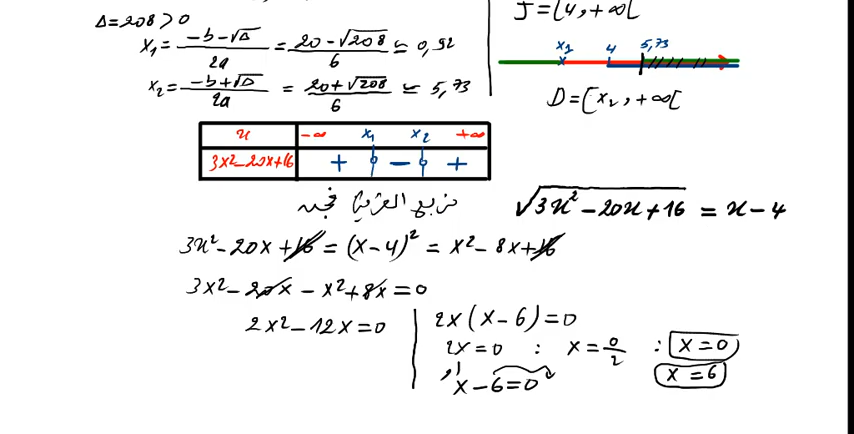 Δ=208>0
x₁ = (-b-√Δ)/2a = (20-√208)/6 ≃ 0,92
x₂ = (-b+√Δ)/2a = (20+√208)/6 ≃ 5,73
J=[4,+∞[
x₁ 4 5,73
D=[x₂,+∞[
x -∞ x₁ x₂ +∞
3x²-20x+16 + 0 - 0 +
√(3x²-20x+16) = x-4
بتربيع الطرفين نجد
3x²-20x+16=(x-4)²=x²-8x+16
3x²-20x-x²+8x=0
2x²-12x=0
2x(x-6)=0
2x=0 : x=0/2 : x=0
أو x-6=0 x=6